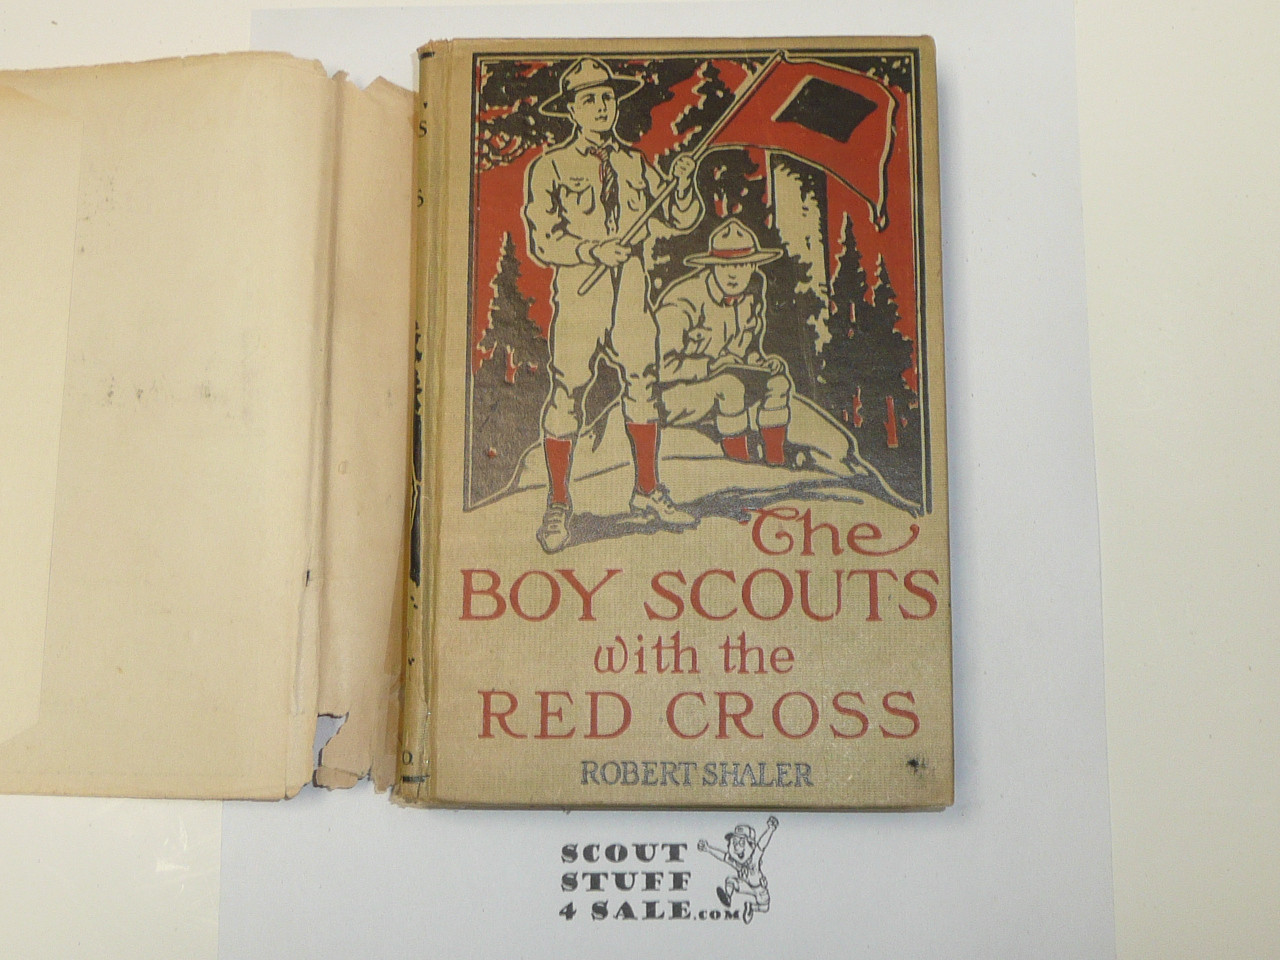 The
BOY SCOUTS
with the
RED CROSS
ROBERT SHALER
SCOUT
STUFF
4 SALE.COM